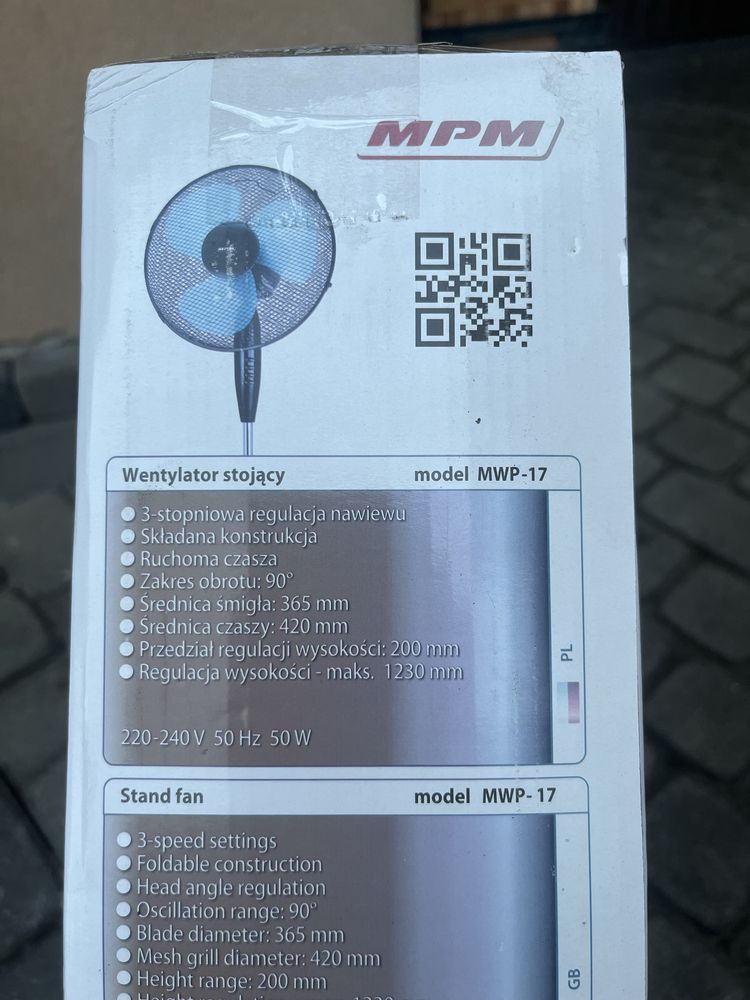 MPM
Wentylator stojący model MWP-17
3-stopniowa regulacja nawiewu
Składana konstrukcja
Ruchoma czasza
Zakres obrotu: 90°
Średnica śmigła: 365 mm
Średnica czaszy: 420 mm
Przedział regulacji wysokości: 200 mm
Regulacja wysokości - maks. 1230 mm
220-240 V 50 Hz 50 W
PL
Stand fan model MWP- 17
3-speed settings
Foldable construction
Head angle regulation
Oscillation range: 90°
Blade diameter: 365 mm
Mesh grill diameter: 420 mm
Height range: 200 mm
GB